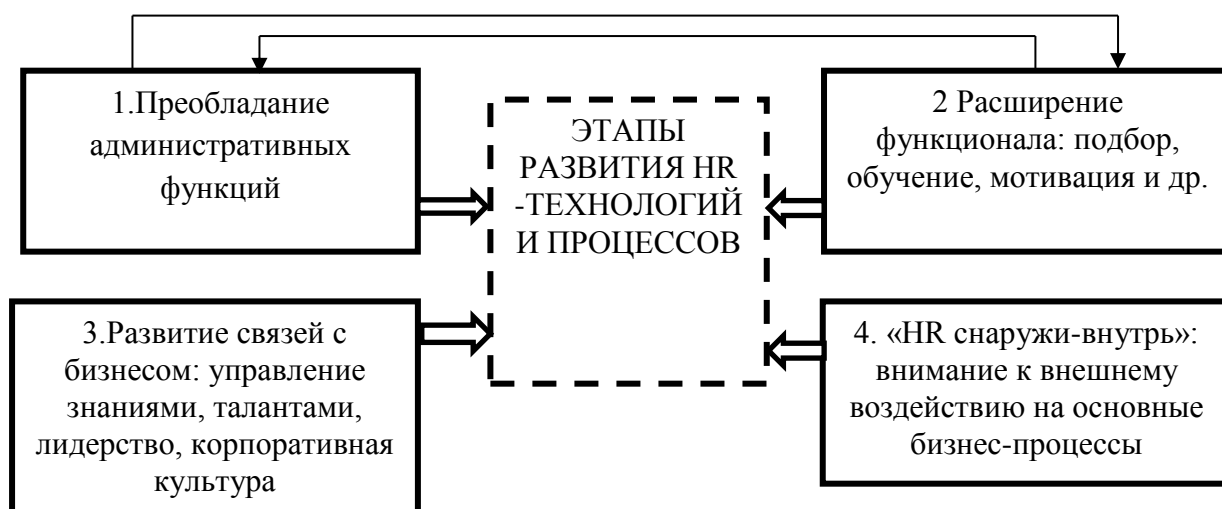 1.Преобладание
административных
функций
ЭТАПЫ
РАЗВИТИЯ HR
-ТЕХНОЛОГИЙ
И ПРОЦЕССОВ
2 Расширение
функционала: подбор,
обучение, мотивация и др.
3.Развитие связей с
бизнесом: управление
знаниями, талантами,
лидерство, корпоративная
культура
4. «HR снаружи-внутрь»:
внимание к внешнему
воздействию на основные
бизнес-процессы